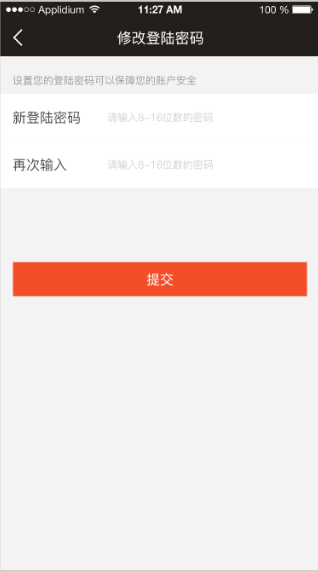 Applidium 11:27 AM 100 %
修改登陆密码
设置您的登陆密码可以保障您的账户安全
新登陆密码 请输入8-16位数的密码
再次输入 请输入8-16位数的密码
提交